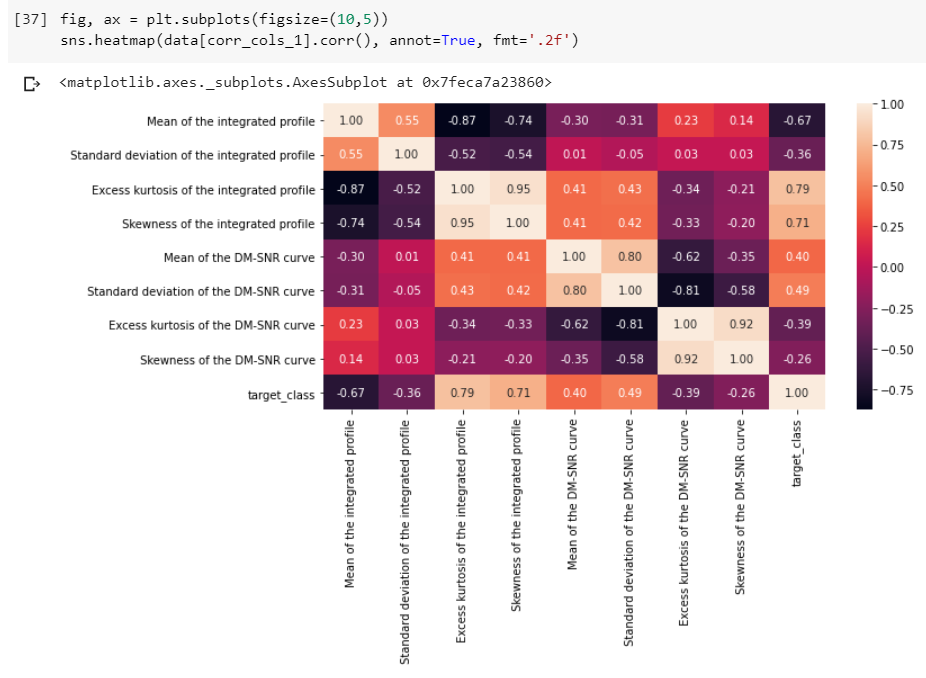 [37] fig, ax = plt.subplots(figsize=(10,5))
sns.heatmap(data[corr_cols_1].corr(), annot=True, fmt='.2f')
<matplotlib.axes._subplots.AxesSubplot at 0x7feca7a23860>
Mean of the integrated profile 1.00 0.55 -0.87 -0.74 -0.30 -0.31 0.23 0.14 -0.67
Standard deviation of the integrated profile 0.55 1.00 -0.52 -0.54 0.01 -0.05 0.03 0.03 -0.36
Excess kurtosis of the integrated profile -0.87 -0.52 1.00 0.95 0.41 0.43 -0.34 -0.21 0.79
Skewness of the integrated profile -0.74 -0.54 0.95 1.00 0.41 0.42 -0.33 -0.20 0.71
Mean of the DM-SNR curve -0.30 0.01 0.41 0.41 1.00 0.80 -0.62 -0.35 0.40
Standard deviation of the DM-SNR curve -0.31 -0.05 0.43 0.42 0.80 1.00 -0.81 -0.58 0.49
Excess kurtosis of the DM-SNR curve 0.23 0.03 -0.34 -0.33 -0.62 -0.81 1.00 0.92 -0.39
Skewness of the DM-SNR curve 0.14 0.03 -0.21 -0.20 -0.35 -0.58 0.92 1.00 -0.26
target_class -0.67 -0.36 0.79 0.71 0.40 0.49 -0.39 -0.26 1.00
Mean of the integrated profile
Standard deviation of the integrated profile
Excess kurtosis of the integrated profile
Skewness of the integrated profile
Mean of the DM-SNR curve
Standard deviation of the DM-SNR curve
Excess kurtosis of the DM-SNR curve
Skewness of the DM-SNR curve
target_class
1.00
0.75
0.50
0.25
0.00
−0.25
−0.50
−0.75